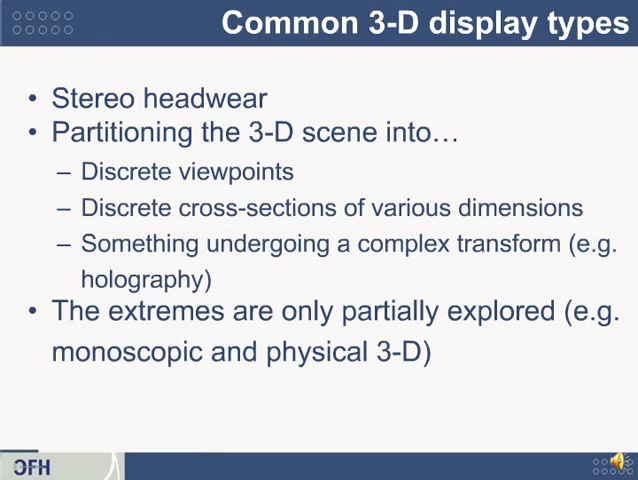 Common 3-D display types
• Stereo headwear
• Partitioning the 3-D scene into…
– Discrete viewpoints
– Discrete cross-sections of various dimensions
– Something undergoing a complex transform (e.g.
holography)
• The extremes are only partially explored (e.g.
monoscopic and physical 3-D)
OFH